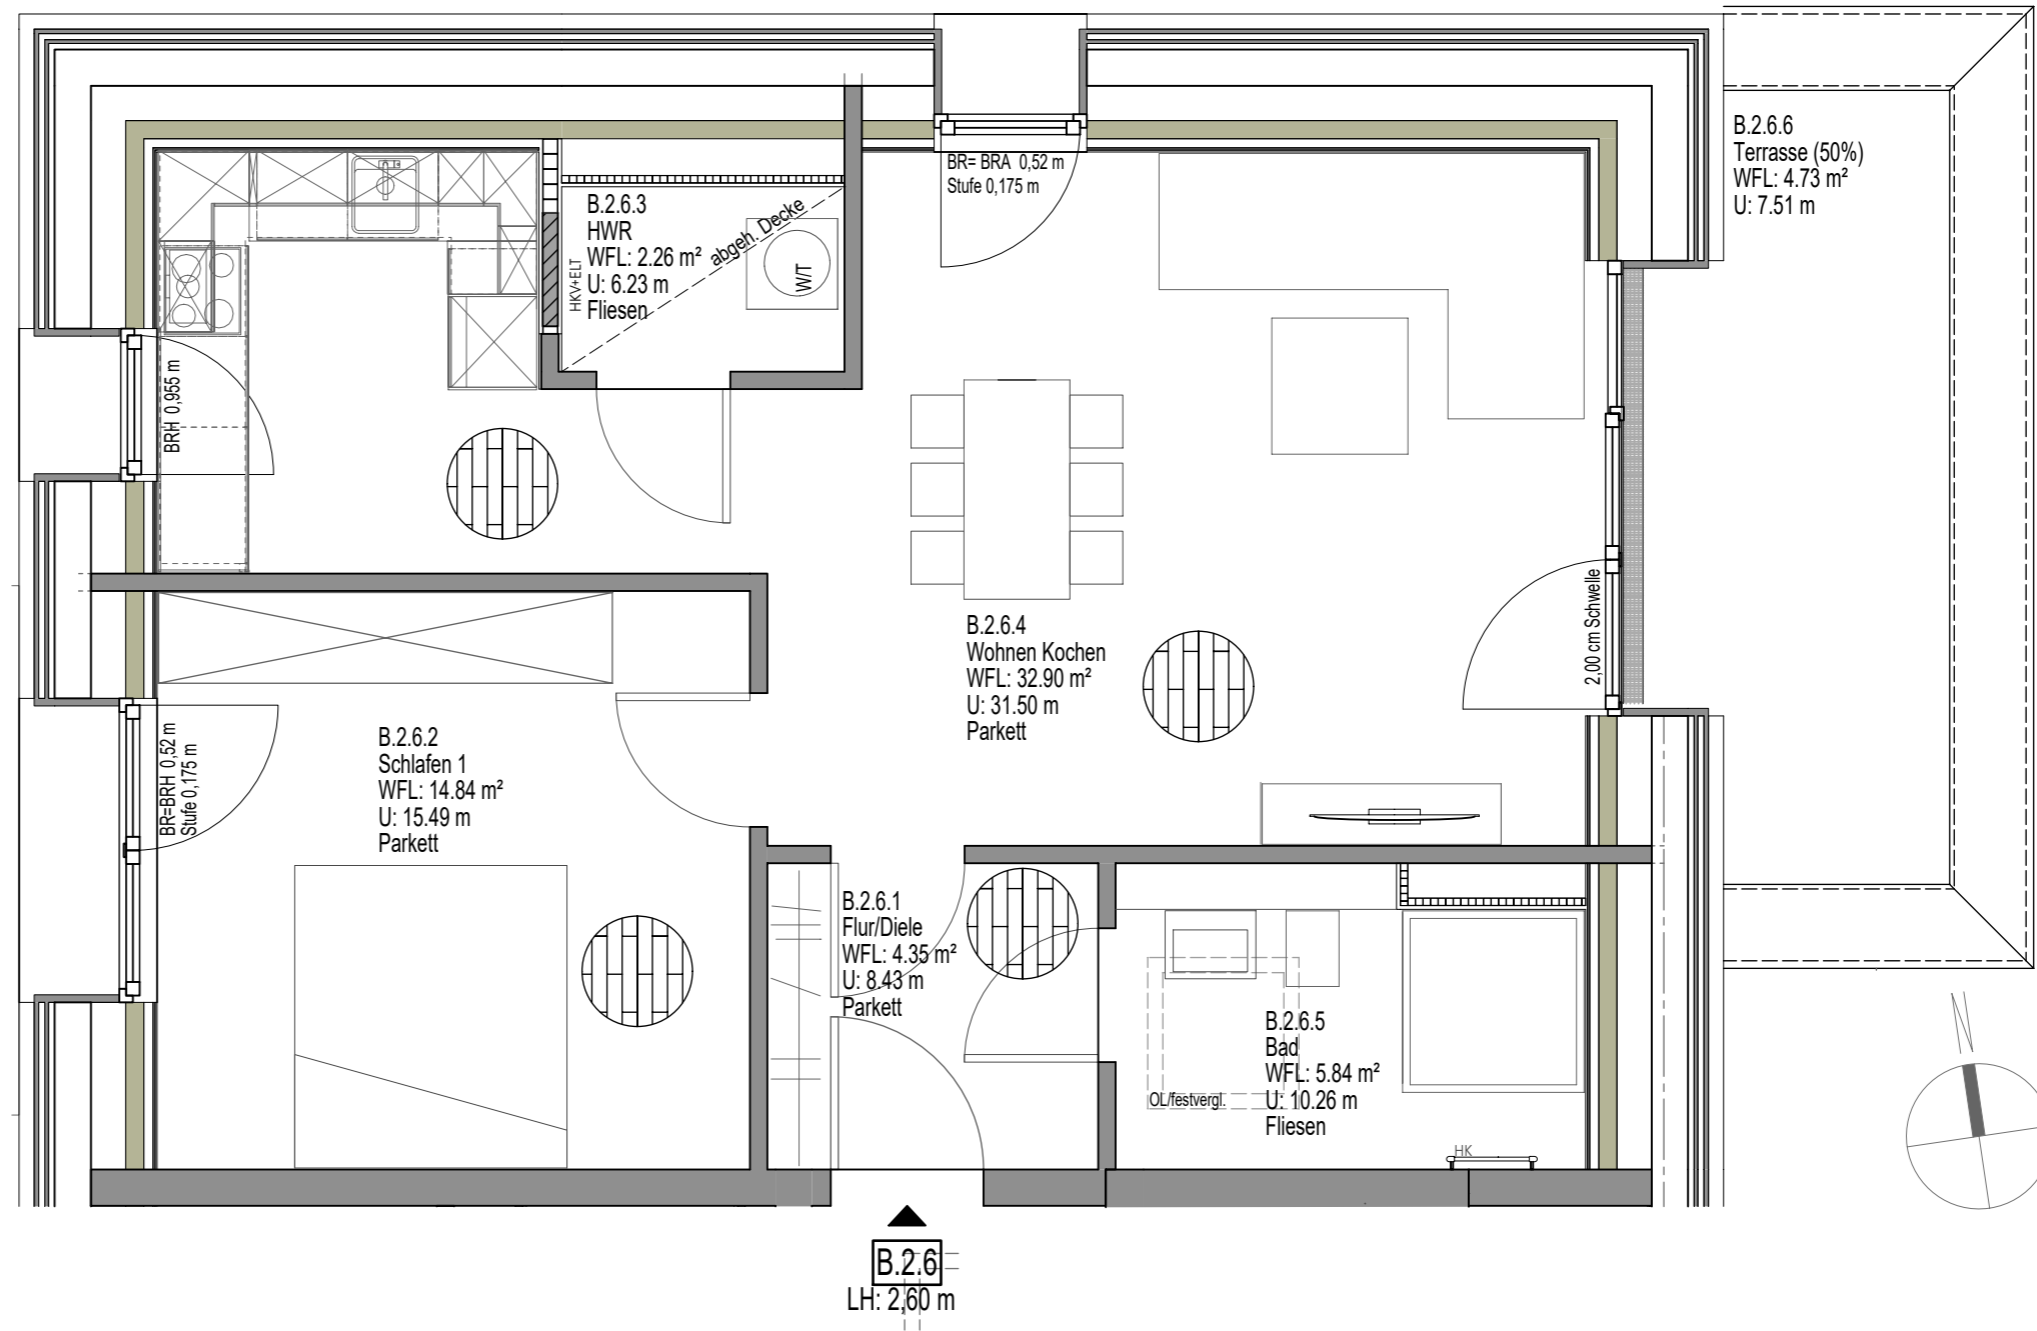 B.2.6.6
Terrasse (50%)
WFL: 4.73 m²
U: 7.51 m
BR= BRA 0,52 m
Stufe 0,175 m
B.2.6.3
HWR
WFL: 2.26 m²
U: 6.23 m
Fliesen
abgeh. Decke
HKV+ELT
W/T
BRH 0,955 m
B.2.6.4
Wohnen Kochen
WFL: 32.90 m²
U: 31.50 m
Parkett
2,00 cm Schwelle
BR=BRH 0,52 m
Stufe 0,175 m
B.2.6.2
Schlafen 1
WFL: 14.84 m²
U: 15.49 m
Parkett
B.2.6.1
Flur/Diele
WFL: 4.35 m²
U: 8.43 m
Parkett
B.2.6.5
Bad
WFL: 5.84 m²
U: 10.26 m
Fliesen
OL/festvergl.
HK
N
B.2.6
LH: 2,60 m